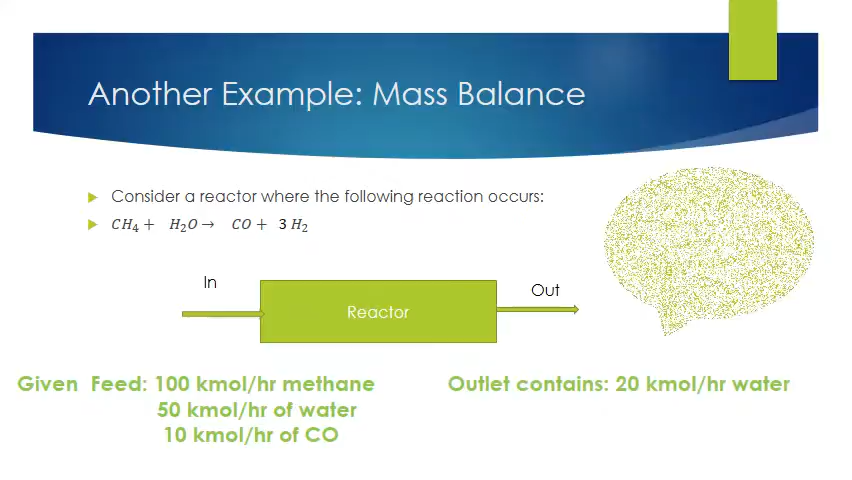 Another Example: Mass Balance
Consider a reactor where the following reaction occurs:
CH₄ + H₂O → CO + 3 H₂
In
Reactor
Out
Given Feed: 100 kmol/hr methane
50 kmol/hr of water
10 kmol/hr of CO
Outlet contains: 20 kmol/hr water